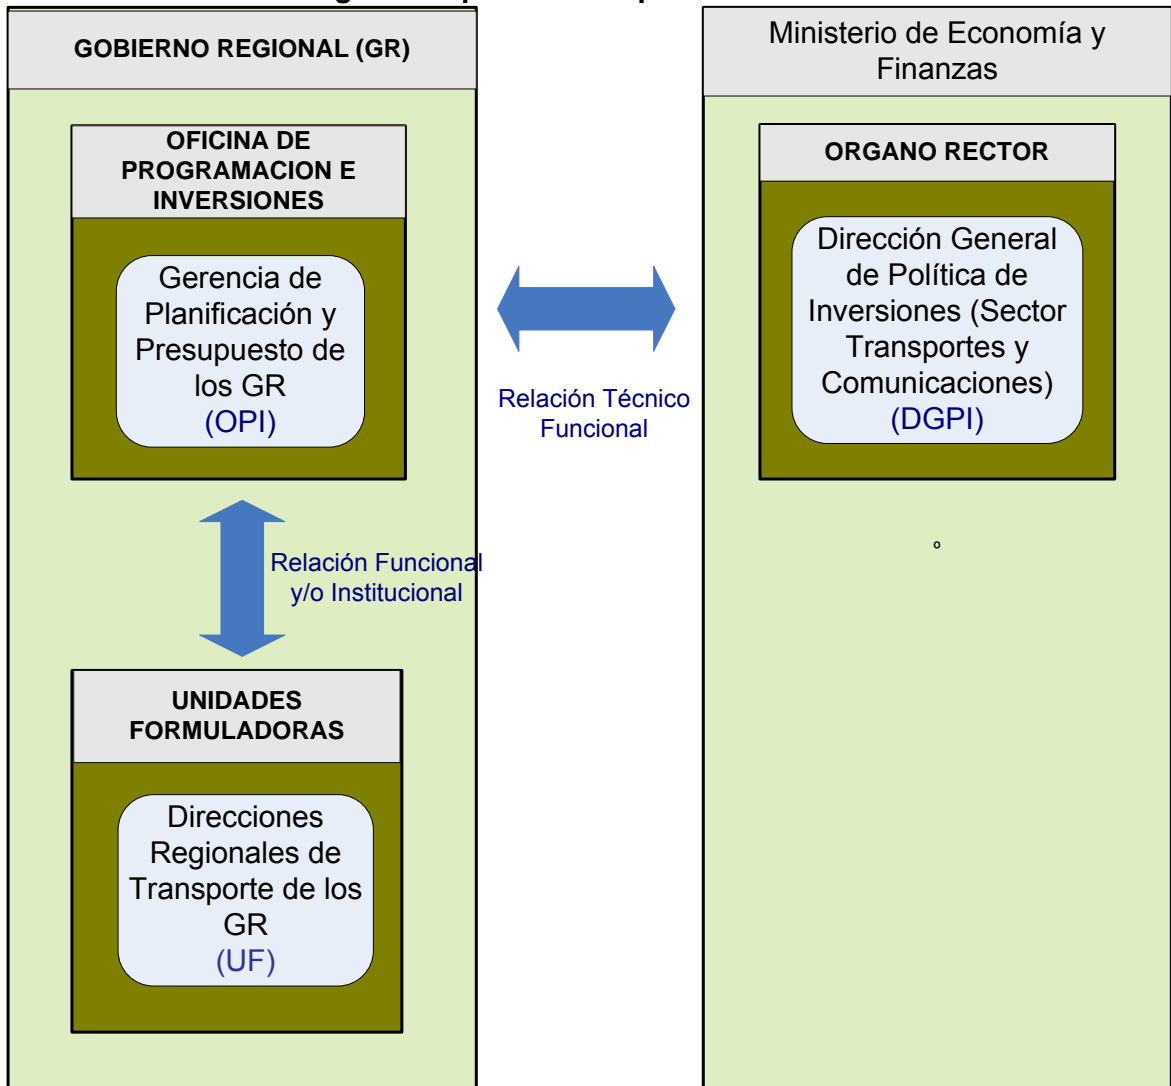 GOBIERNO REGIONAL (GR)
OFICINA DE
PROGRAMACION E
INVERSIONES
Gerencia de
Planificación y
Presupuesto de
los GR
(OPI)
Relación Funcional
y/o Institucional
UNIDADES
FORMULADORAS
Direcciones
Regionales de
Transporte de los
GR
(UF)
Relación Técnico
Funcional
Ministerio de Economía y
Finanzas
ORGANO RECTOR
Dirección General
de Política de
Inversiones (Sector
Transportes y
Comunicaciones)
(DGPI)